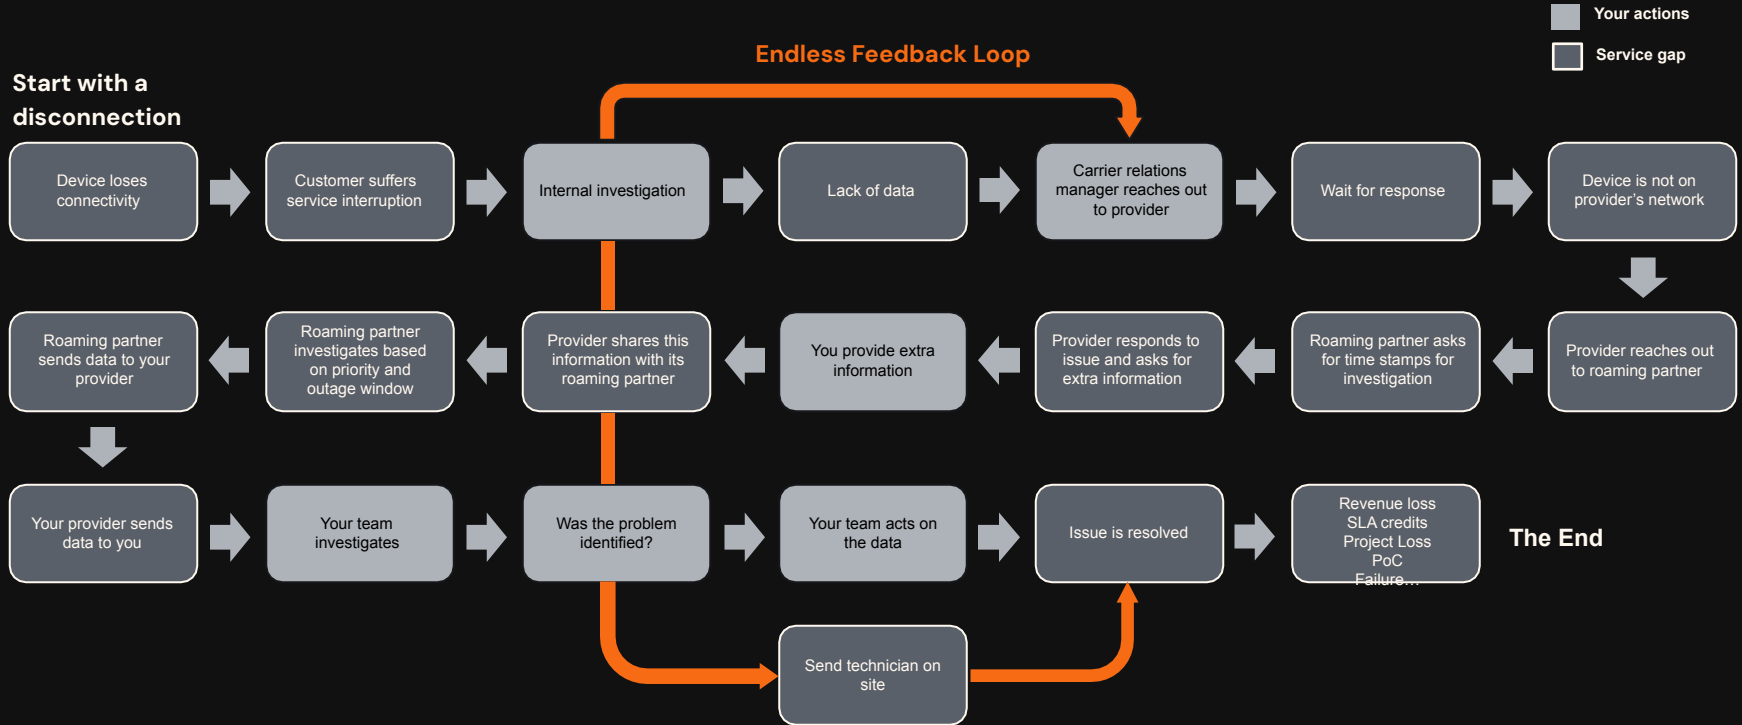 Your actions
Service gap
Endless Feedback Loop
Start with a
disconnection
Device loses
connectivity
Customer suffers
service interruption
Internal investigation
Lack of data
Carrier relations
manager reaches out
to provider
Wait for response
Device is not on
provider’s network
Roaming partner
sends data to your
provider
Roaming partner
investigates based
on priority and
outage window
Provider shares this
information with its
roaming partner
You provide extra
information
Provider responds to
issue and asks for
extra information
Roaming partner asks
for time stamps for
investigation
Provider reaches out
to roaming partner
Your provider sends
data to you
Your team
investigates
Was the problem
identified?
Your team acts on
the data
Issue is resolved
Revenue loss
SLA credits
Project Loss
PoC
Failure…
The End
Send technician on
site